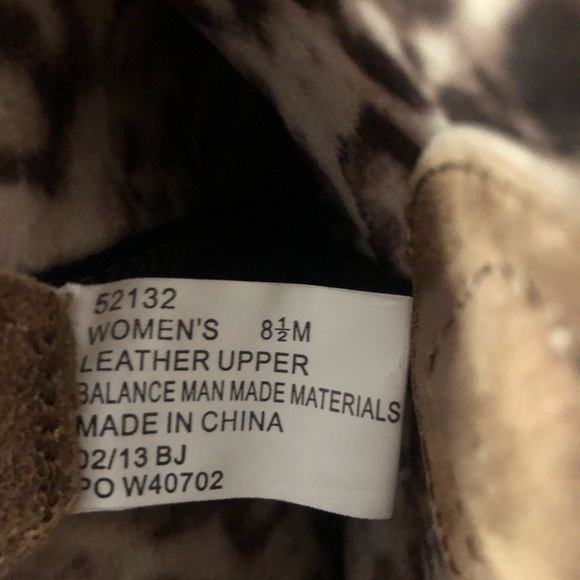 52132
WOMEN'S 8½M
LEATHER UPPER
BALANCE MAN MADE MATERIALS
MADE IN CHINA
02/13 BJ
PO W40702